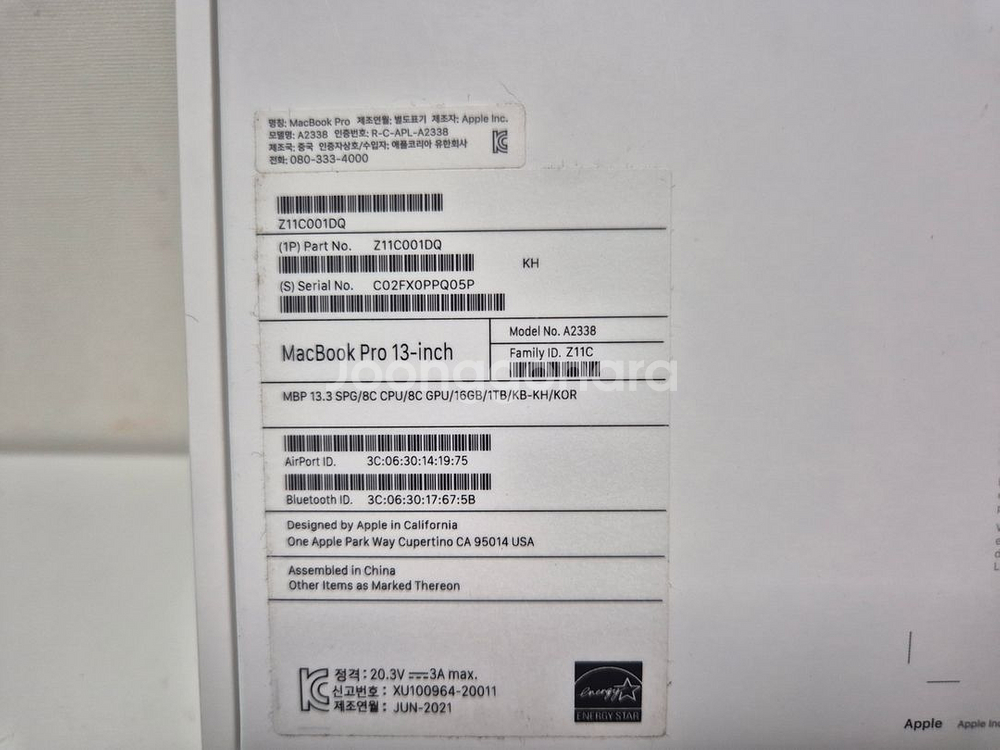 명칭: MacBook Pro 제조연월: 별도표기 제조자: Apple Inc.
모델명: A2338 인증번호: R-C-APL-A2338
제조국: 중국 인증자상호/수입자: 애플코리아 유한회사
전화: 080-333-4000
Z11C001DQ
(1P) Part No. Z11C001DQ
KH
(S) Serial No. C02FX0PPQ05P
MacBook Pro 13-inch
Model No. A2338
Family ID. Z11C
Joonggonara
MBP 13.3 SPG/8C CPU/8C GPU/16GB/1TB/KB-KH/KOR
AirPort ID. 3C:06:30:14:19:75
Bluetooth ID. 3C:06:30:17:67:5B
Designed by Apple in California
One Apple Park Way Cupertino CA 95014 USA
Assembled in China
Other Items as Marked Thereon
정격: 20.3V 3A max.
신고번호: XU100964-20011
제조연월: JUN-2021
energy
ENERGY STAR
Apple Apple Inc